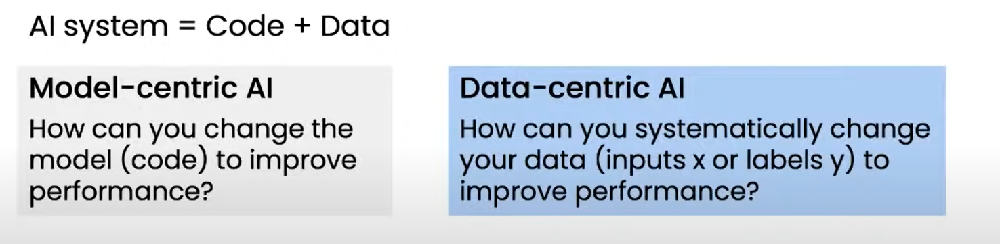 AI system = Code + Data
Model-centric AI
How can you change the
model (code) to improve
performance?
Data-centric AI
How can you systematically change
your data (inputs x or labels y) to
improve performance?